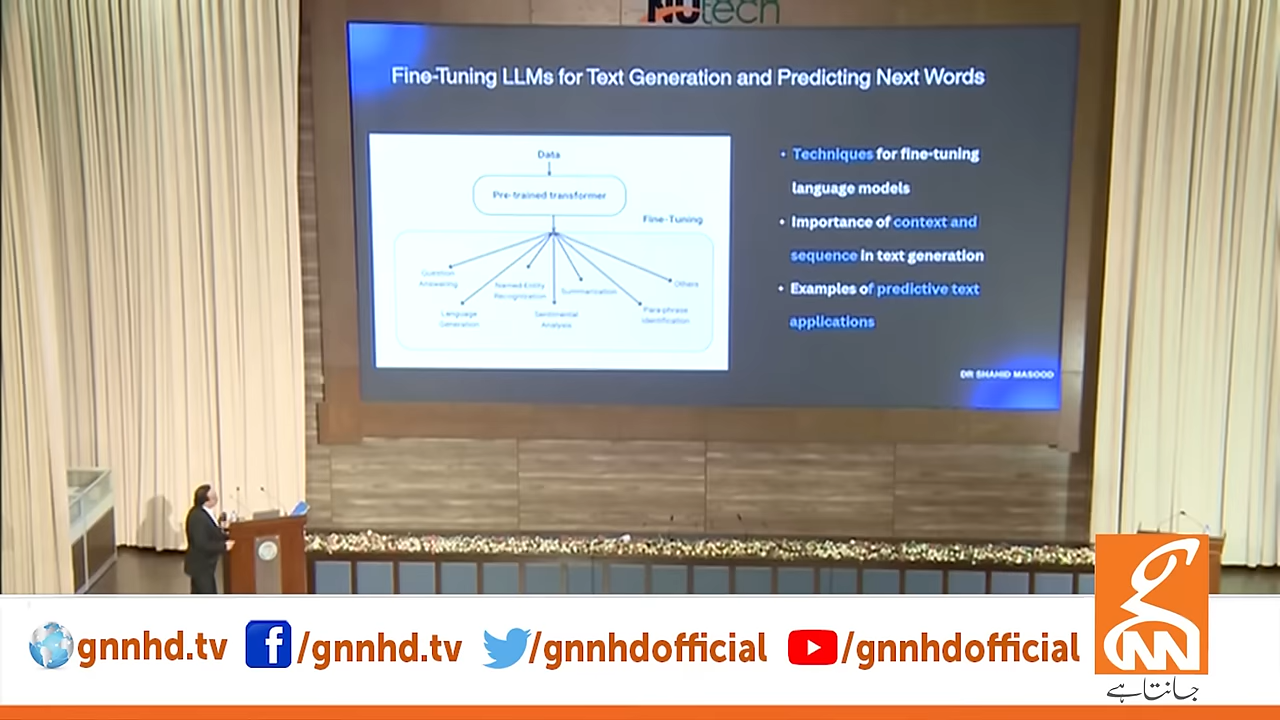 NUtech
Fine-Tuning LLMs for Text Generation and Predicting Next Words
Data
Pre-trained transformer
Fine-Tuning
Question
Answering
Named-Entity
Recognition
Summarization
Others
Language
Generation
Sentimental
Analysis
Para-phrase
Identification
• Techniques for fine-tuning
language models
• Importance of context and
sequence in text generation
• Examples of predictive text
applications
DR SHAHID MASOOD
gnnhd.tv
/gnnhd.tv
/gnnhdofficial
/gnnhdofficial
GNN
جانتا ہے